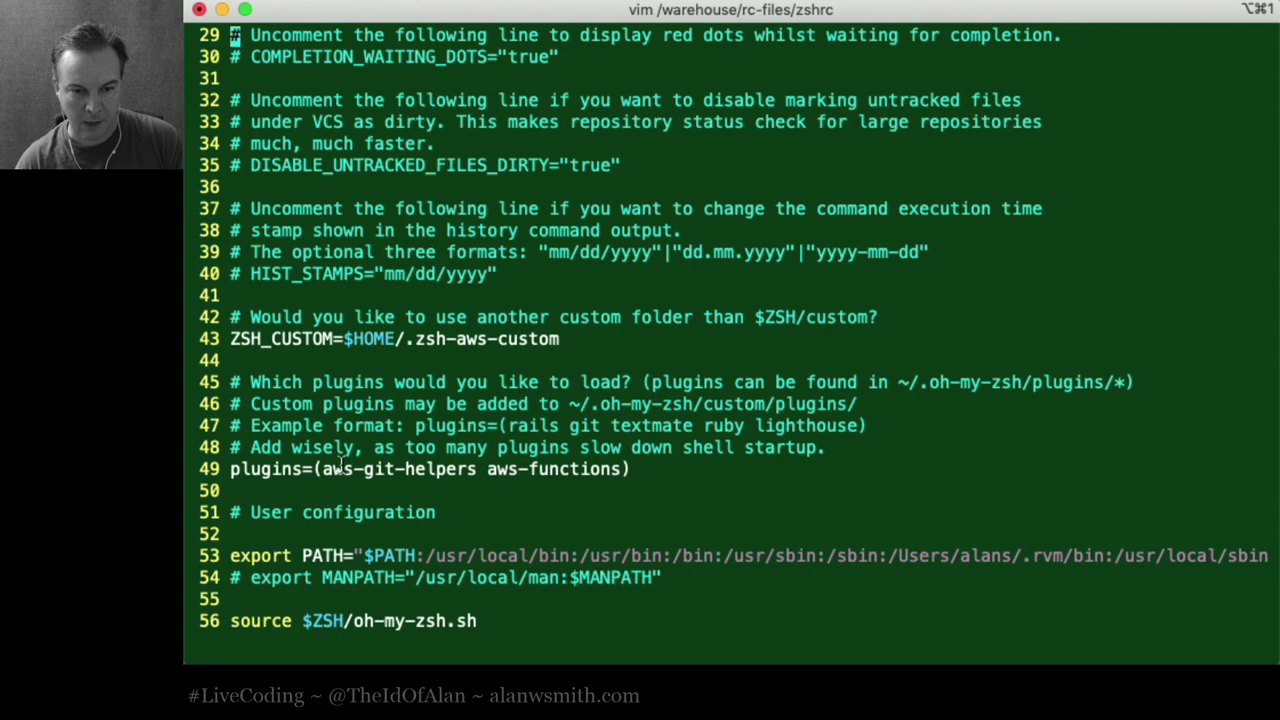 vim /warehouse/rc-files/zshrc
⌥⌘1
29 # Uncomment the following line to display red dots whilst waiting for completion.
30 # COMPLETION_WAITING_DOTS="true"
31
32 # Uncomment the following line if you want to disable marking untracked files
33 # under VCS as dirty. This makes repository status check for large repositories
34 # much, much faster.
35 # DISABLE_UNTRACKED_FILES_DIRTY="true"
36
37 # Uncomment the following line if you want to change the command execution time
38 # stamp shown in the history command output.
39 # The optional three formats: "mm/dd/yyyy"|"dd.mm.yyyy"|"yyyy-mm-dd"
40 # HIST_STAMPS="mm/dd/yyyy"
41
42 # Would you like to use another custom folder than $ZSH/custom?
43 ZSH_CUSTOM=$HOME/.zsh-aws-custom
44
45 # Which plugins would you like to load? (plugins can be found in ~/.oh-my-zsh/plugins/*)
46 # Custom plugins may be added to ~/.oh-my-zsh/custom/plugins/
47 # Example format: plugins=(rails git textmate ruby lighthouse)
48 # Add wisely, as too many plugins slow down shell startup.
49 plugins=(aws-git-helpers aws-functions)
50
51 # User configuration
52
53 export PATH="$PATH:/usr/local/bin:/usr/bin:/bin:/usr/sbin:/sbin:/Users/alans/.rvm/bin:/usr/local/sbin
54 # export MANPATH="/usr/local/man:$MANPATH"
55
56 source $ZSH/oh-my-zsh.sh
#LiveCoding ~ @TheIdOfAlan ~ alanwsmith.com